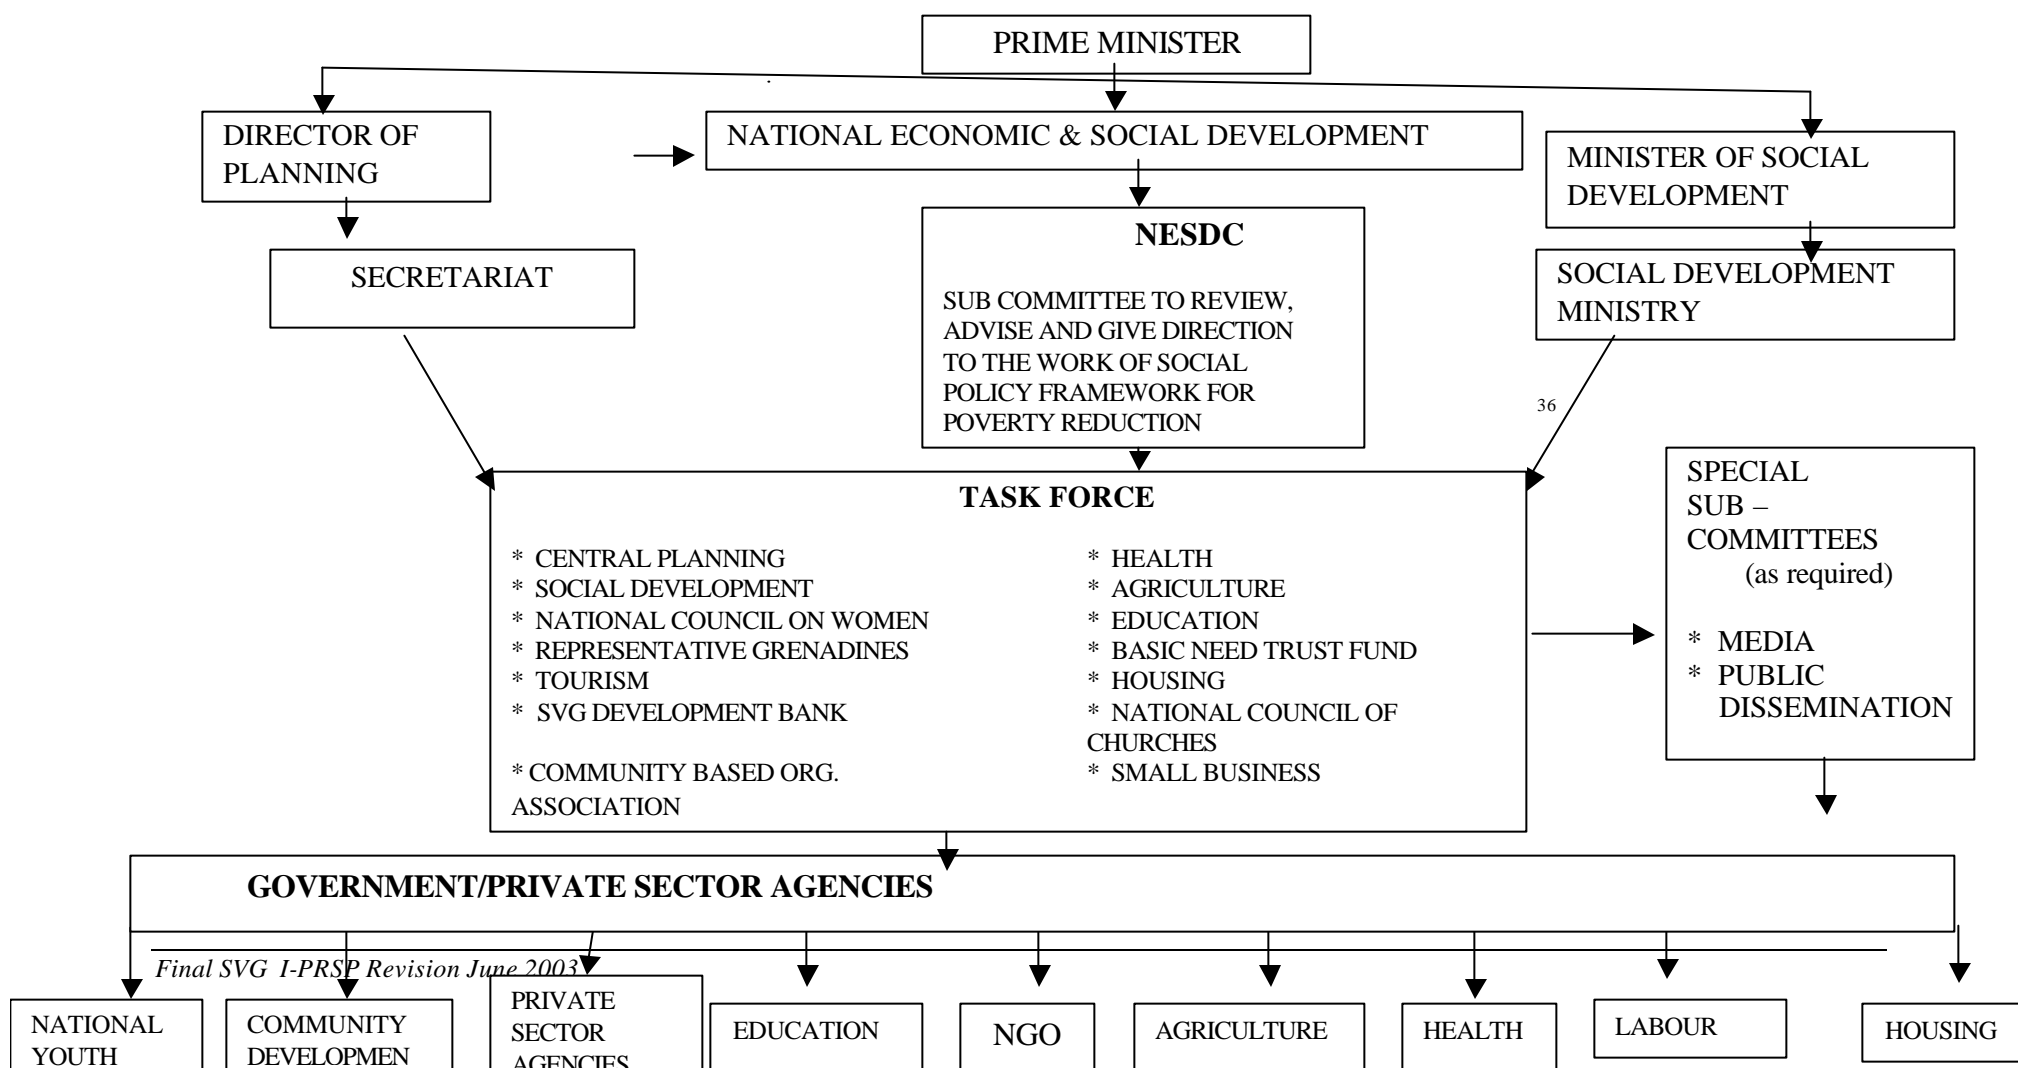 PRIME MINISTER
DIRECTOR OF
PLANNING
NATIONAL ECONOMIC & SOCIAL DEVELOPMENT
MINISTER OF SOCIAL
DEVELOPMENT
SECRETARIAT
NESDC
SUB COMMITTEE TO REVIEW,
ADVISE AND GIVE DIRECTION
TO THE WORK OF SOCIAL
POLICY FRAMEWORK FOR
POVERTY REDUCTION
SOCIAL DEVELOPMENT
MINISTRY
36
TASK FORCE
* CENTRAL PLANNING
* SOCIAL DEVELOPMENT
* NATIONAL COUNCIL ON WOMEN
* REPRESENTATIVE GRENADINES
* TOURISM
* SVG DEVELOPMENT BANK
* COMMUNITY BASED ORG.
ASSOCIATION
* HEALTH
* AGRICULTURE
* EDUCATION
* BASIC NEED TRUST FUND
* HOUSING
* NATIONAL COUNCIL OF
CHURCHES
* SMALL BUSINESS
SPECIAL
SUB –
COMMITTEES
(as required)
* MEDIA
* PUBLIC
DISSEMINATION
GOVERNMENT/PRIVATE SECTOR AGENCIES
Final SVG I-PRSP Revision June 2003
NATIONAL
YOUTH
COMMUNITY
DEVELOPMEN
PRIVATE
SECTOR
AGENCIES
EDUCATION
NGO
AGRICULTURE
HEALTH
LABOUR
HOUSING